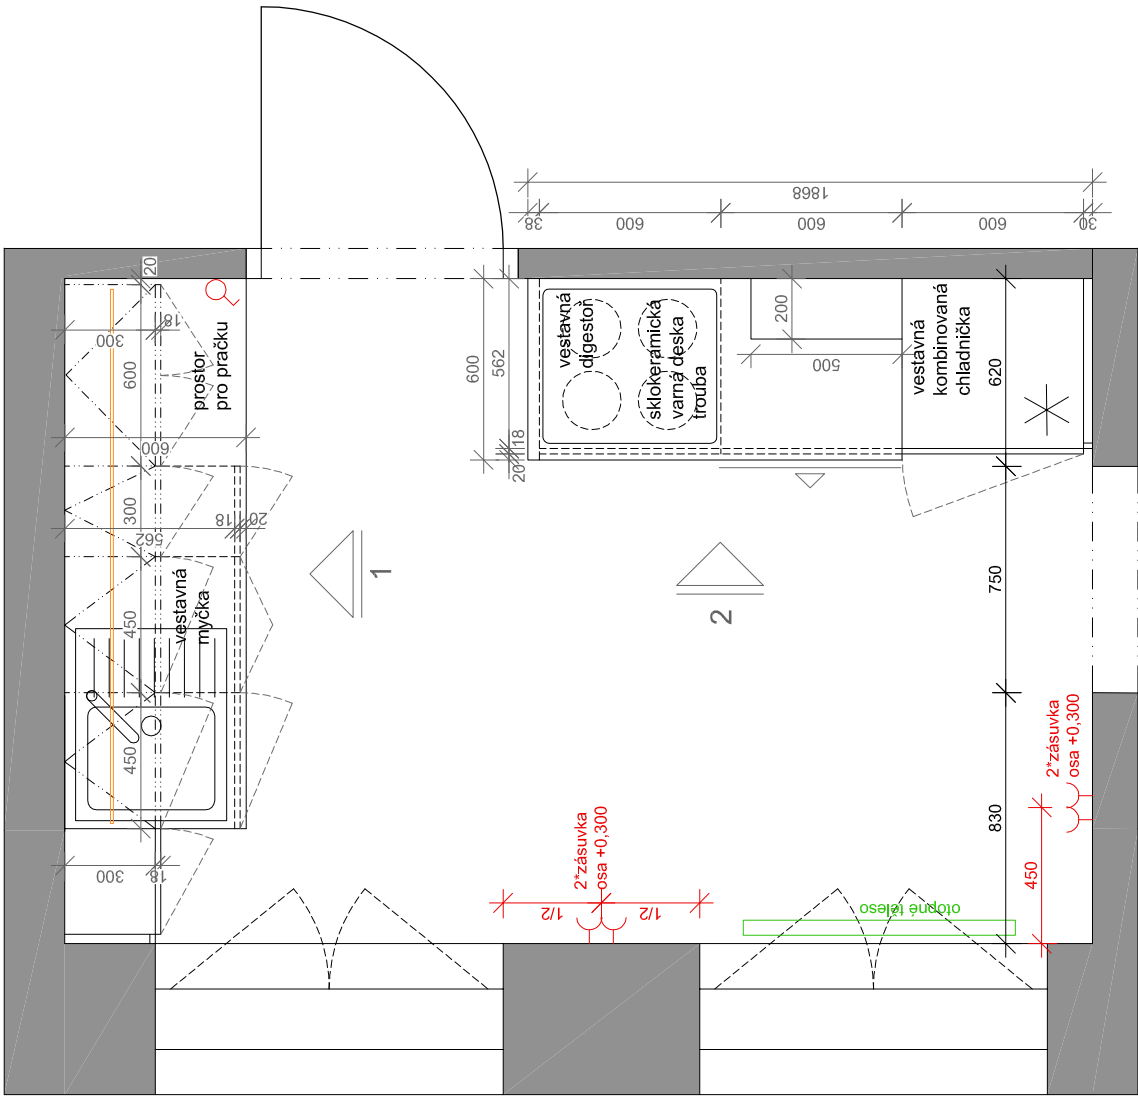 1868
38
600
600
600
30
20
300
18
600
prostor
pro pračku
600
300
562
18
20
vestavná
myčka
450
450
300
18
1
600
562
18
20
vestavná
digestoř
sklokeramická
varná deska
trouba
200
500
vestavná
kombinovaná
chladnička
620
750
830
2
2*zásuvka
osa +0,300
1/2
1/2
otopné těleso
2*zásuvka
osa +0,300
450